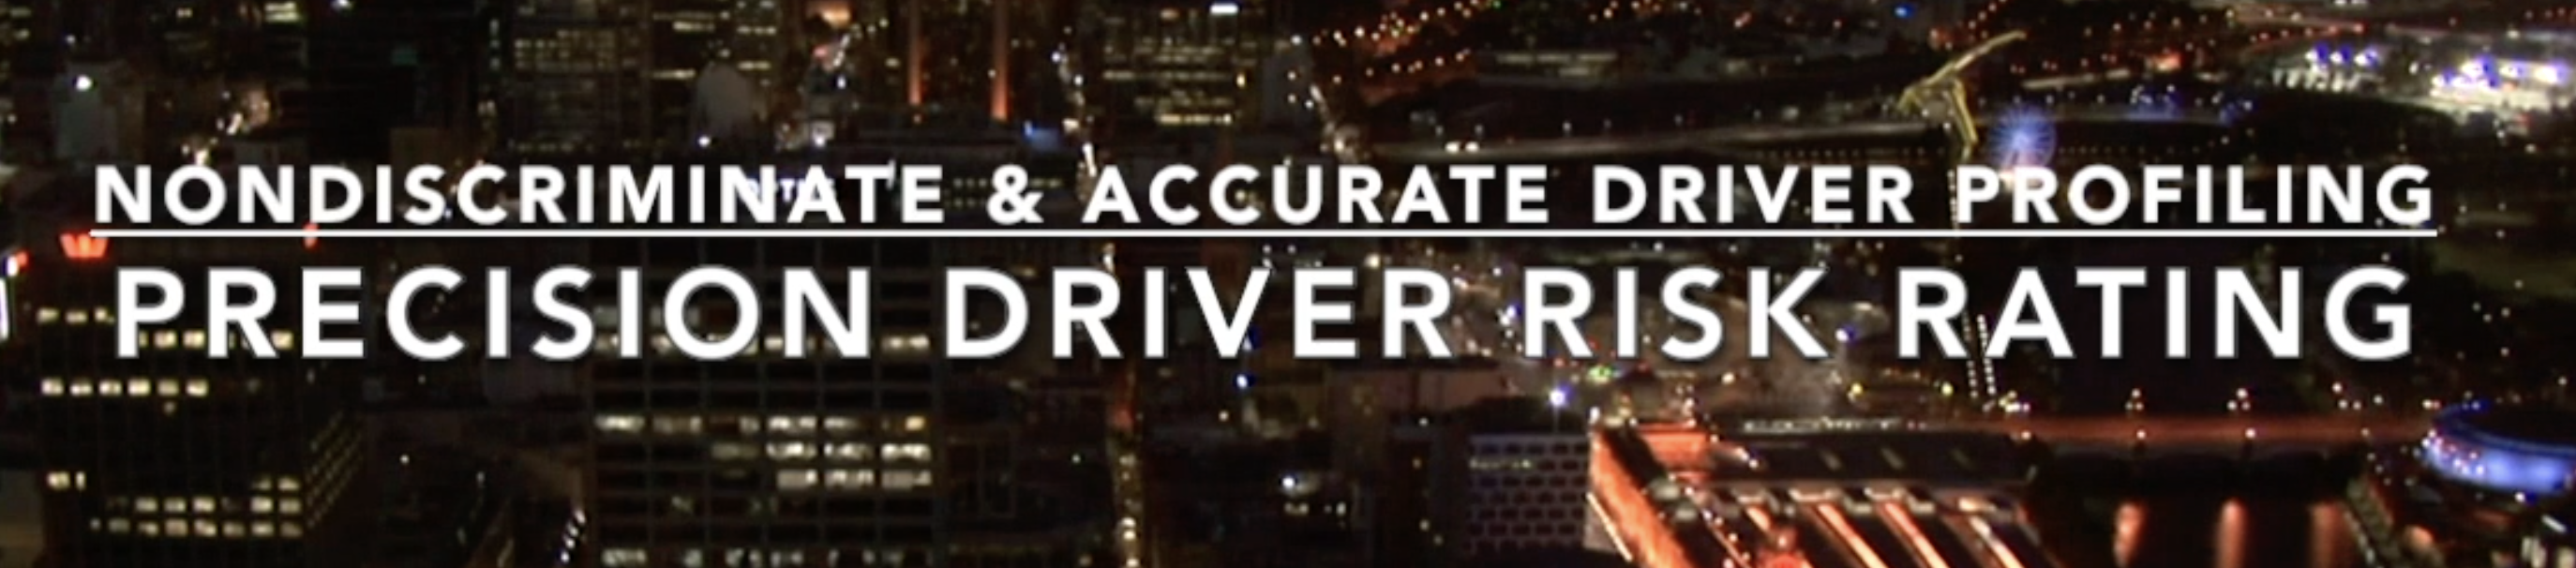 NONDISCRIMINATE & ACCURATE DRIVER PROFILING
PRECISION DRIVER RISK RATING